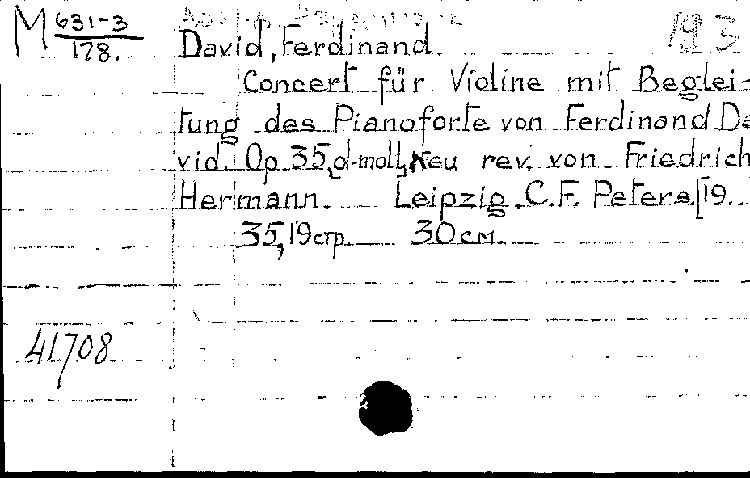 M 631-3
178.
193
David, Ferdinand.
Concert für Violine mit Beglei-
tung des Pianoforte von Ferdinand Da
vid. Op 35, d-moll, Neu rev. von Friedrich
Hermann. Leipzig. C.F. Peters [19.
35, 19 стр. 30 см.
41708